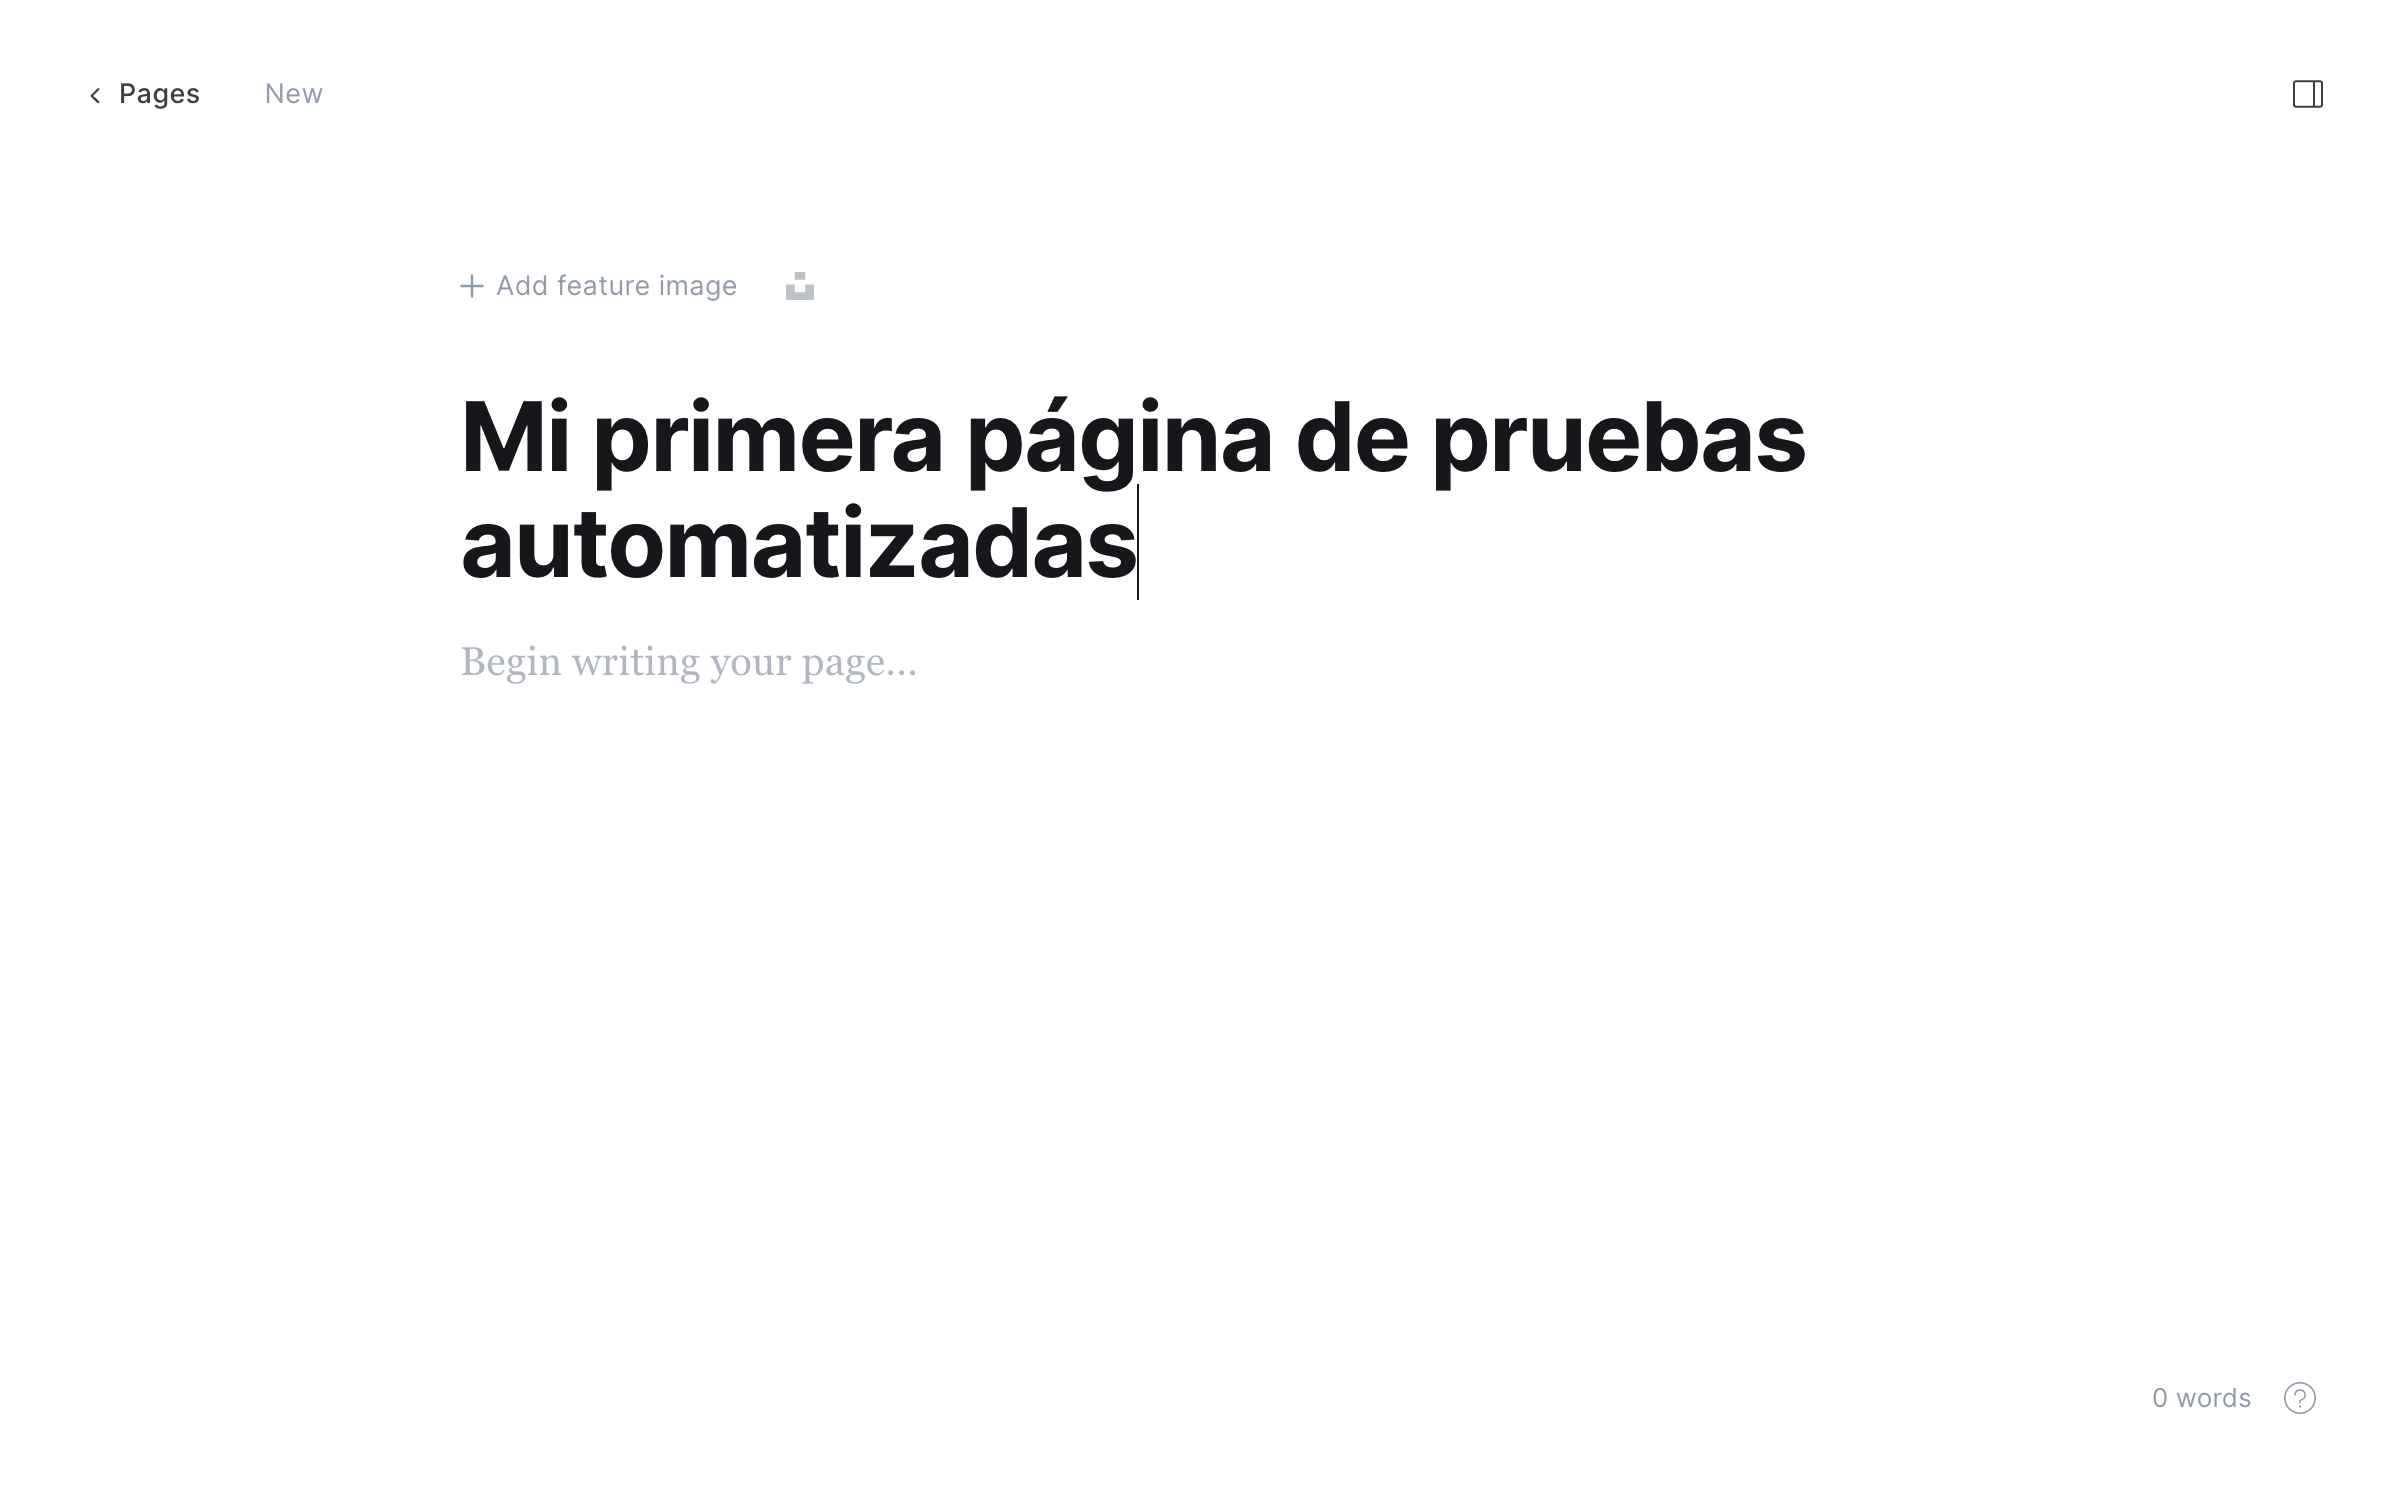 Pages
New
Add feature image
Mi primera página de pruebas
automatizadas
Begin writing your page...
0 words
?